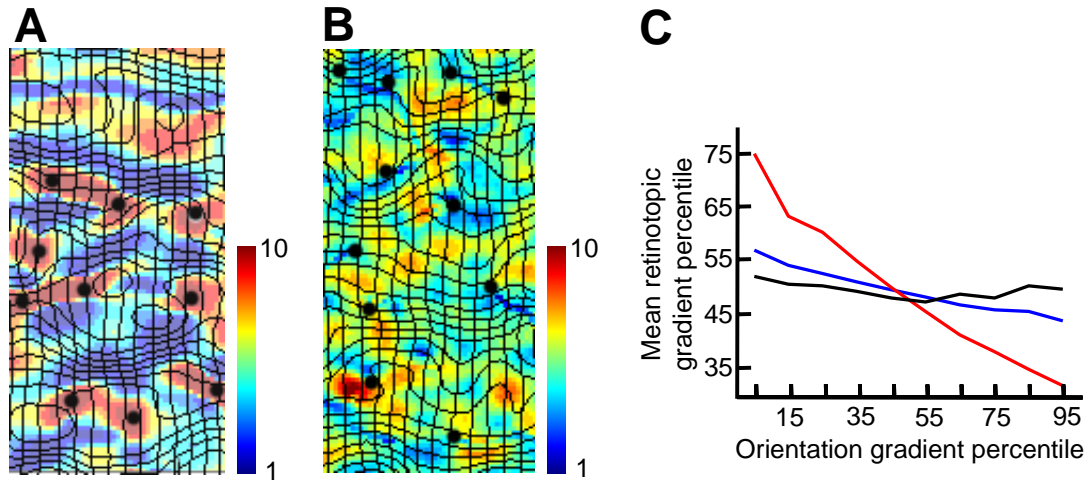 A
B
C
10
1
10
1
Mean retinotopic
gradient percentile
75
65
55
45
35
15 35 45 55 75 95
Orientation gradient percentile